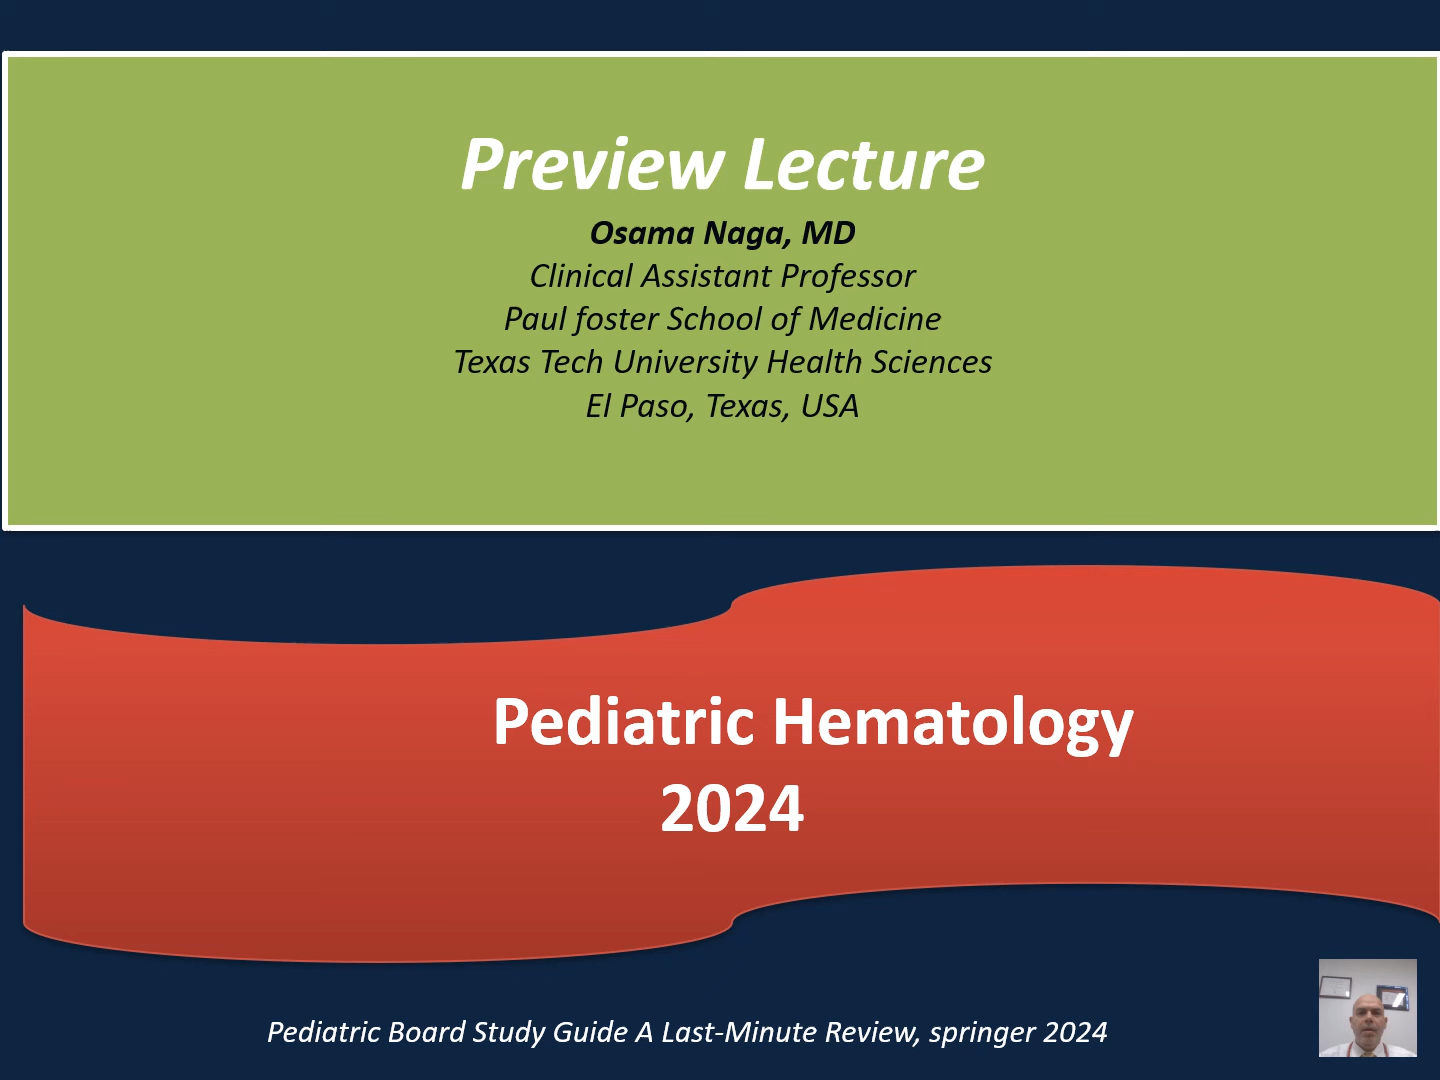 Preview Lecture
Osama Naga, MD
Clinical Assistant Professor
Paul foster School of Medicine
Texas Tech University Health Sciences
El Paso, Texas, USA
Pediatric Hematology
2024
Pediatric Board Study Guide A Last-Minute Review, springer 2024